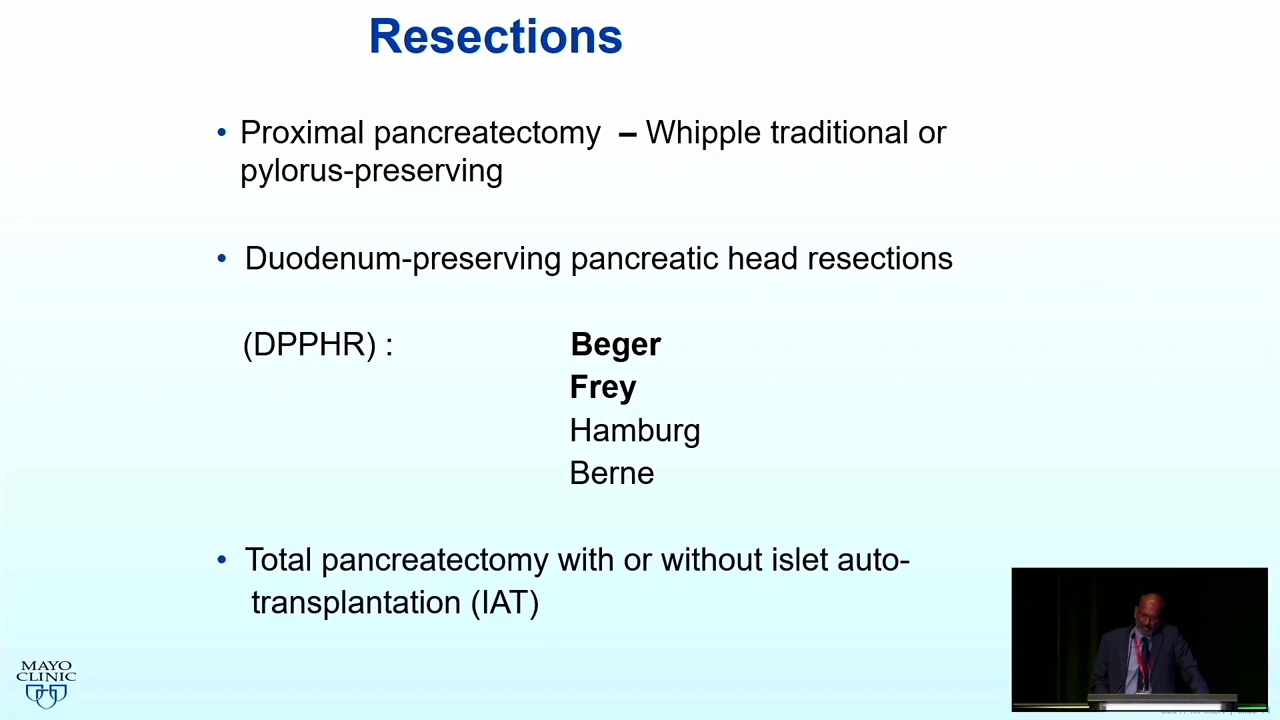 Resections
• Proximal pancreatectomy – Whipple traditional or
pylorus-preserving
• Duodenum-preserving pancreatic head resections
(DPPHR) : Beger
Frey
Hamburg
Berne
• Total pancreatectomy with or without islet auto-
transplantation (IAT)
MAYO
CLINIC